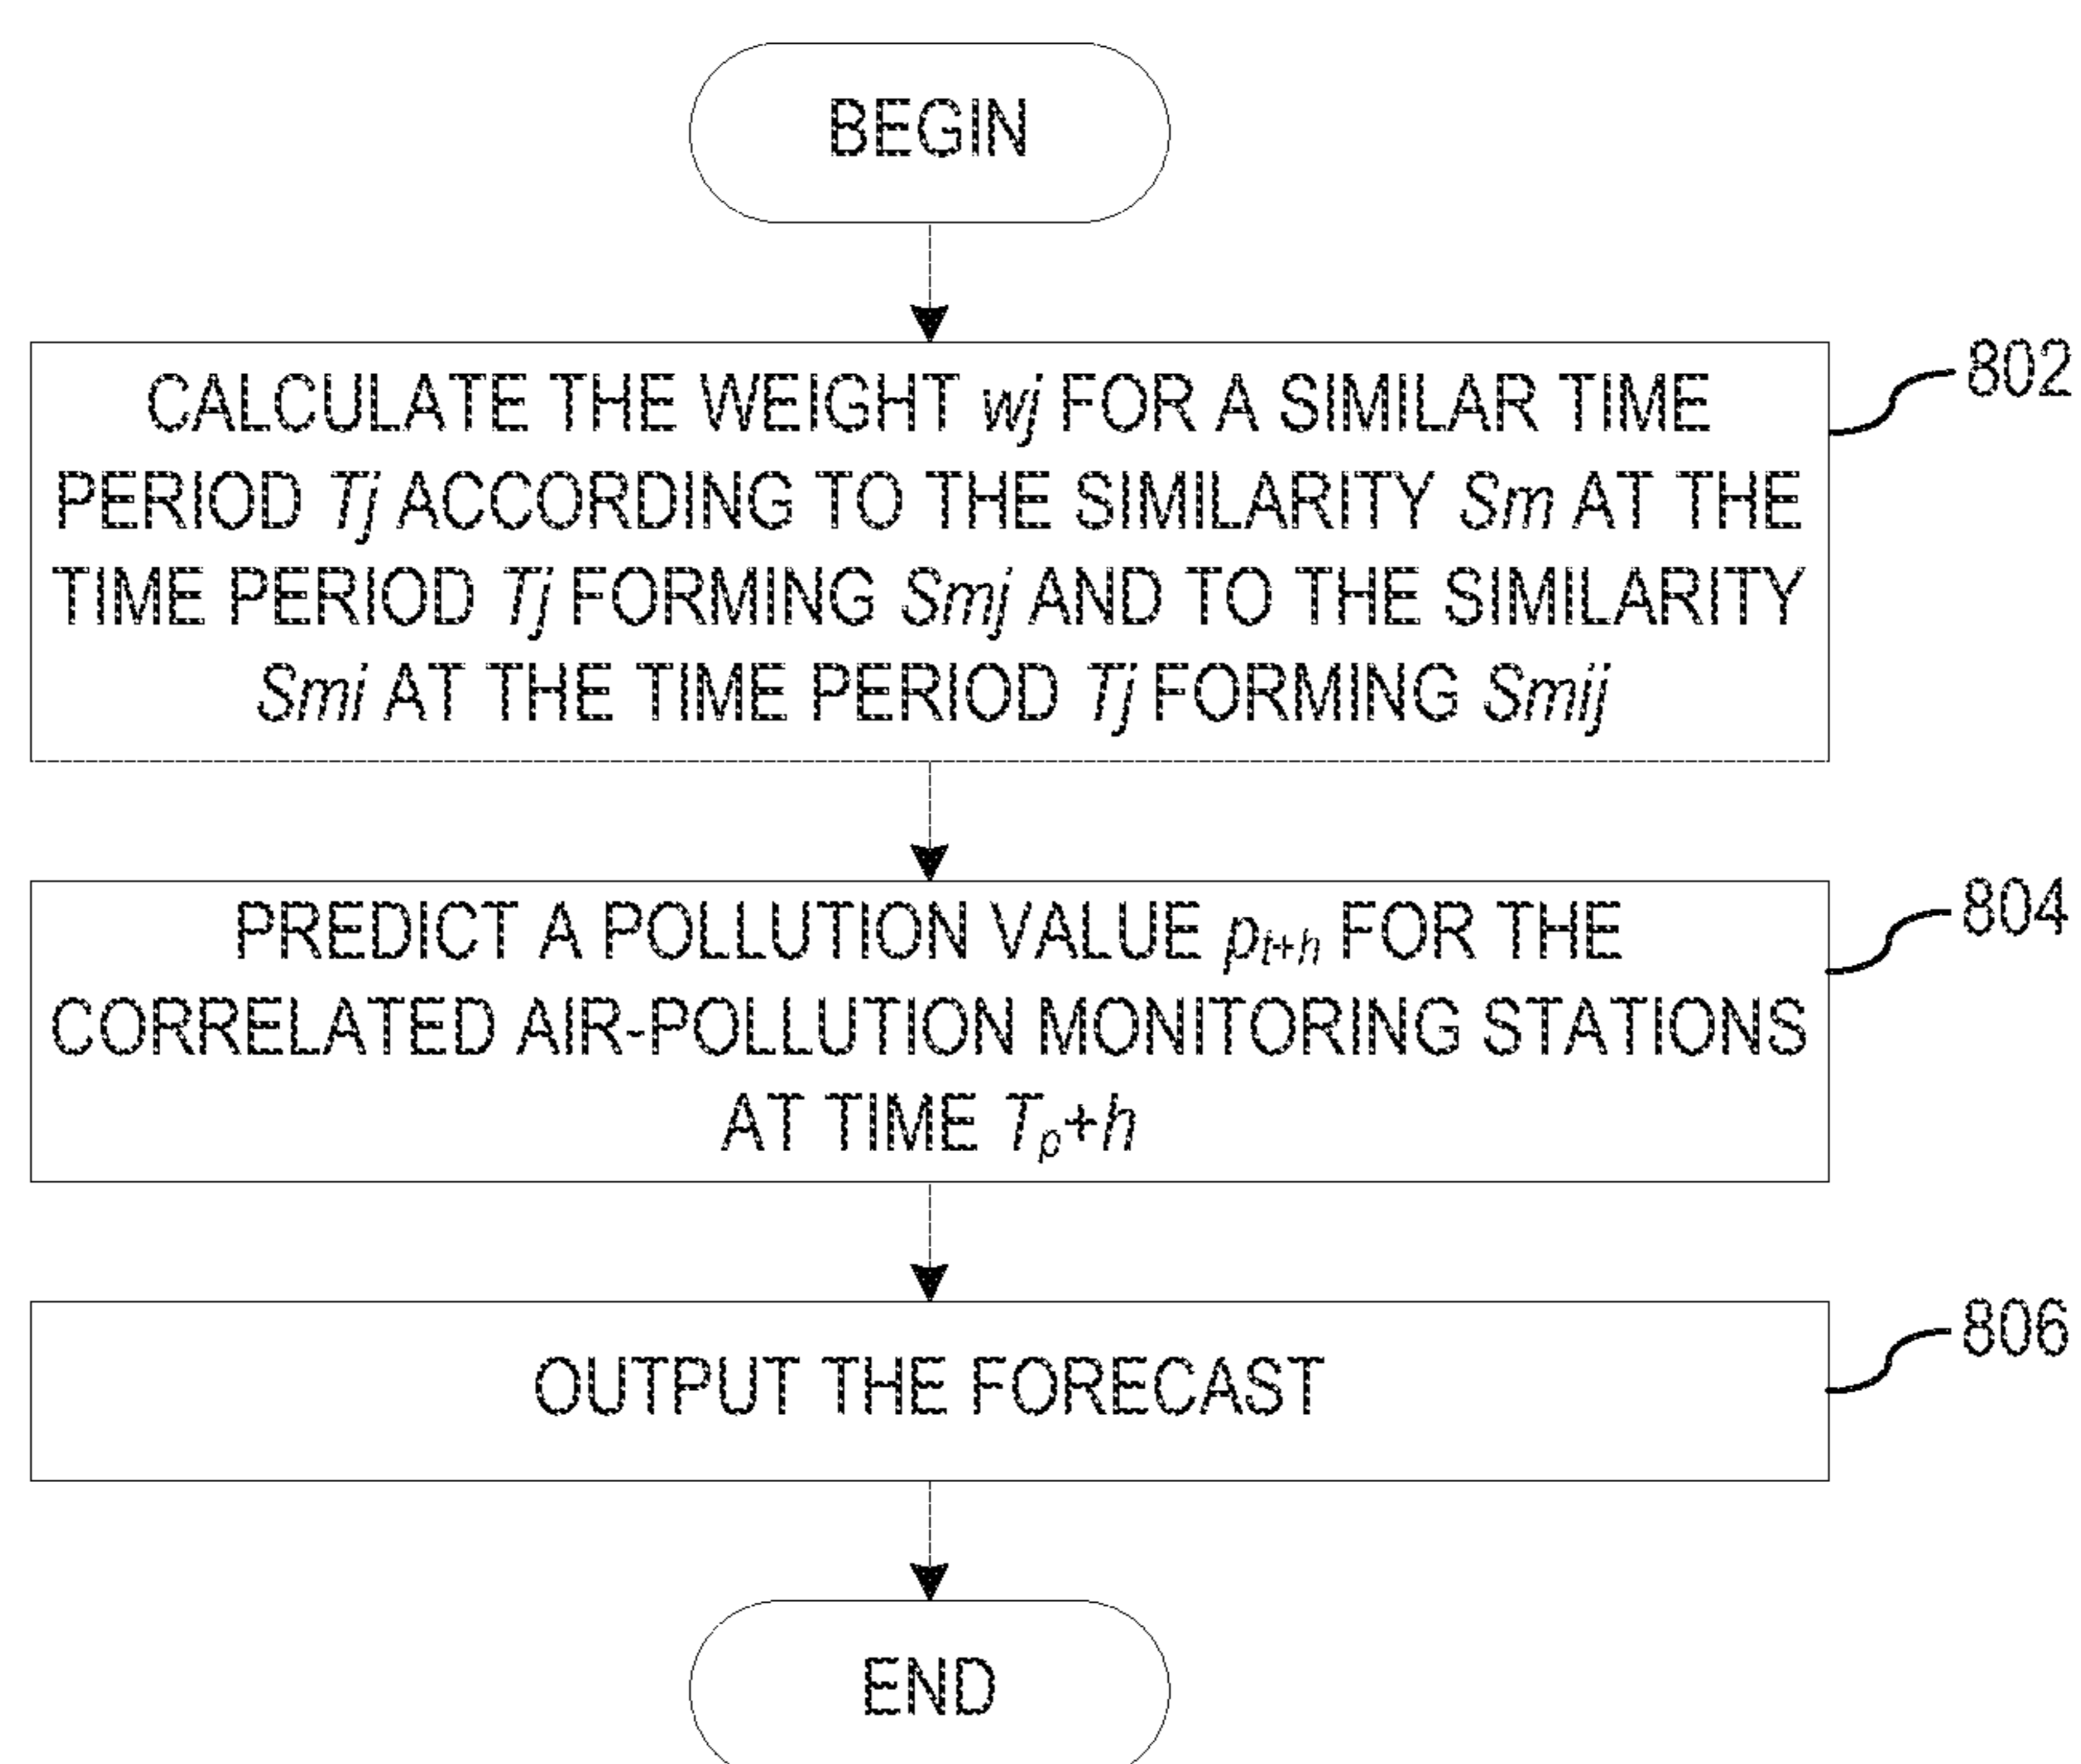 BEGIN
CALCULATE THE WEIGHT wj FOR A SIMILAR TIME
PERIOD Tj ACCORDING TO THE SIMILARITY Sm AT THE
TIME PERIOD Tj FORMING Smj AND TO THE SIMILARITY
Smi AT THE TIME PERIOD Tj FORMING Smij
802
PREDICT A POLLUTION VALUE pt+h FOR THE
CORRELATED AIR-POLLUTION MONITORING STATIONS
AT TIME Tp+h
804
OUTPUT THE FORECAST
806
END